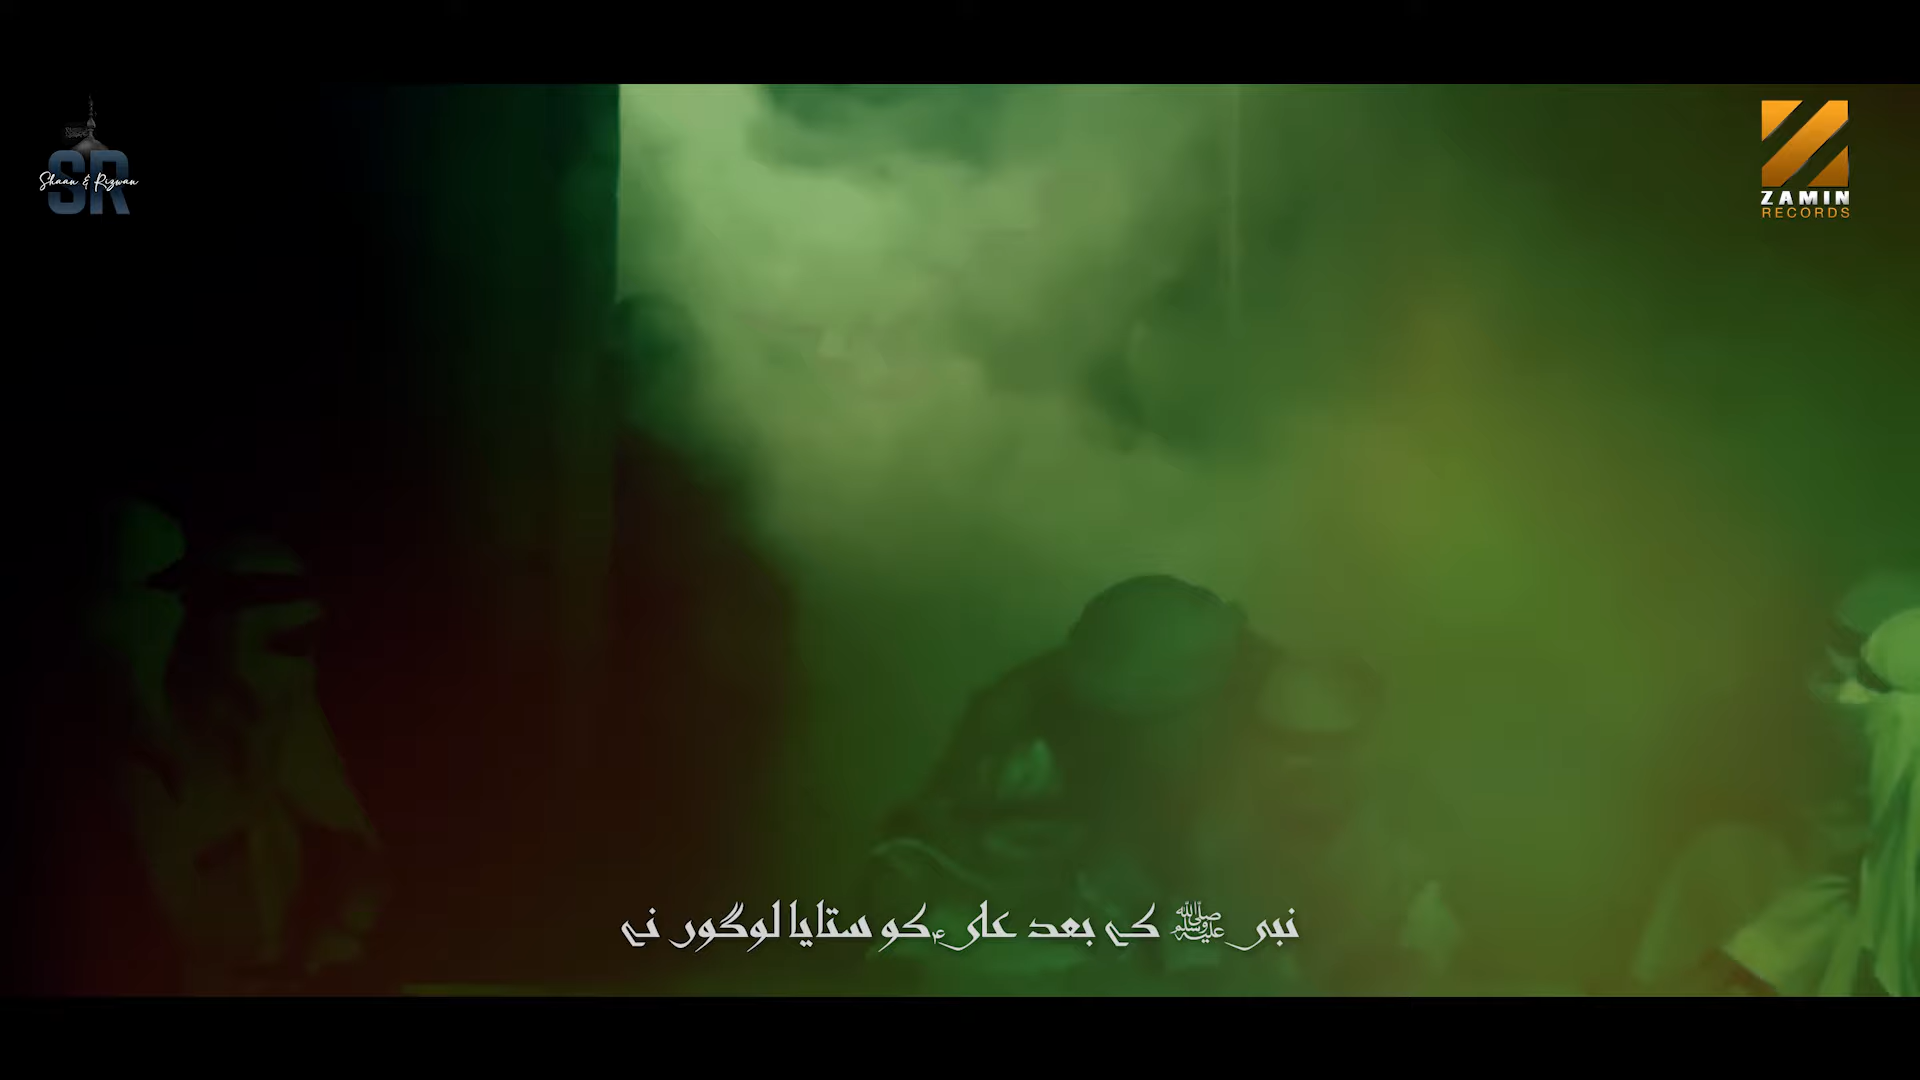 SR
Shaan & Rizwan
ZAMIN
RECORDS
نبی ﷺ کے بعد علیؑ کو ستایا لوگوں نے